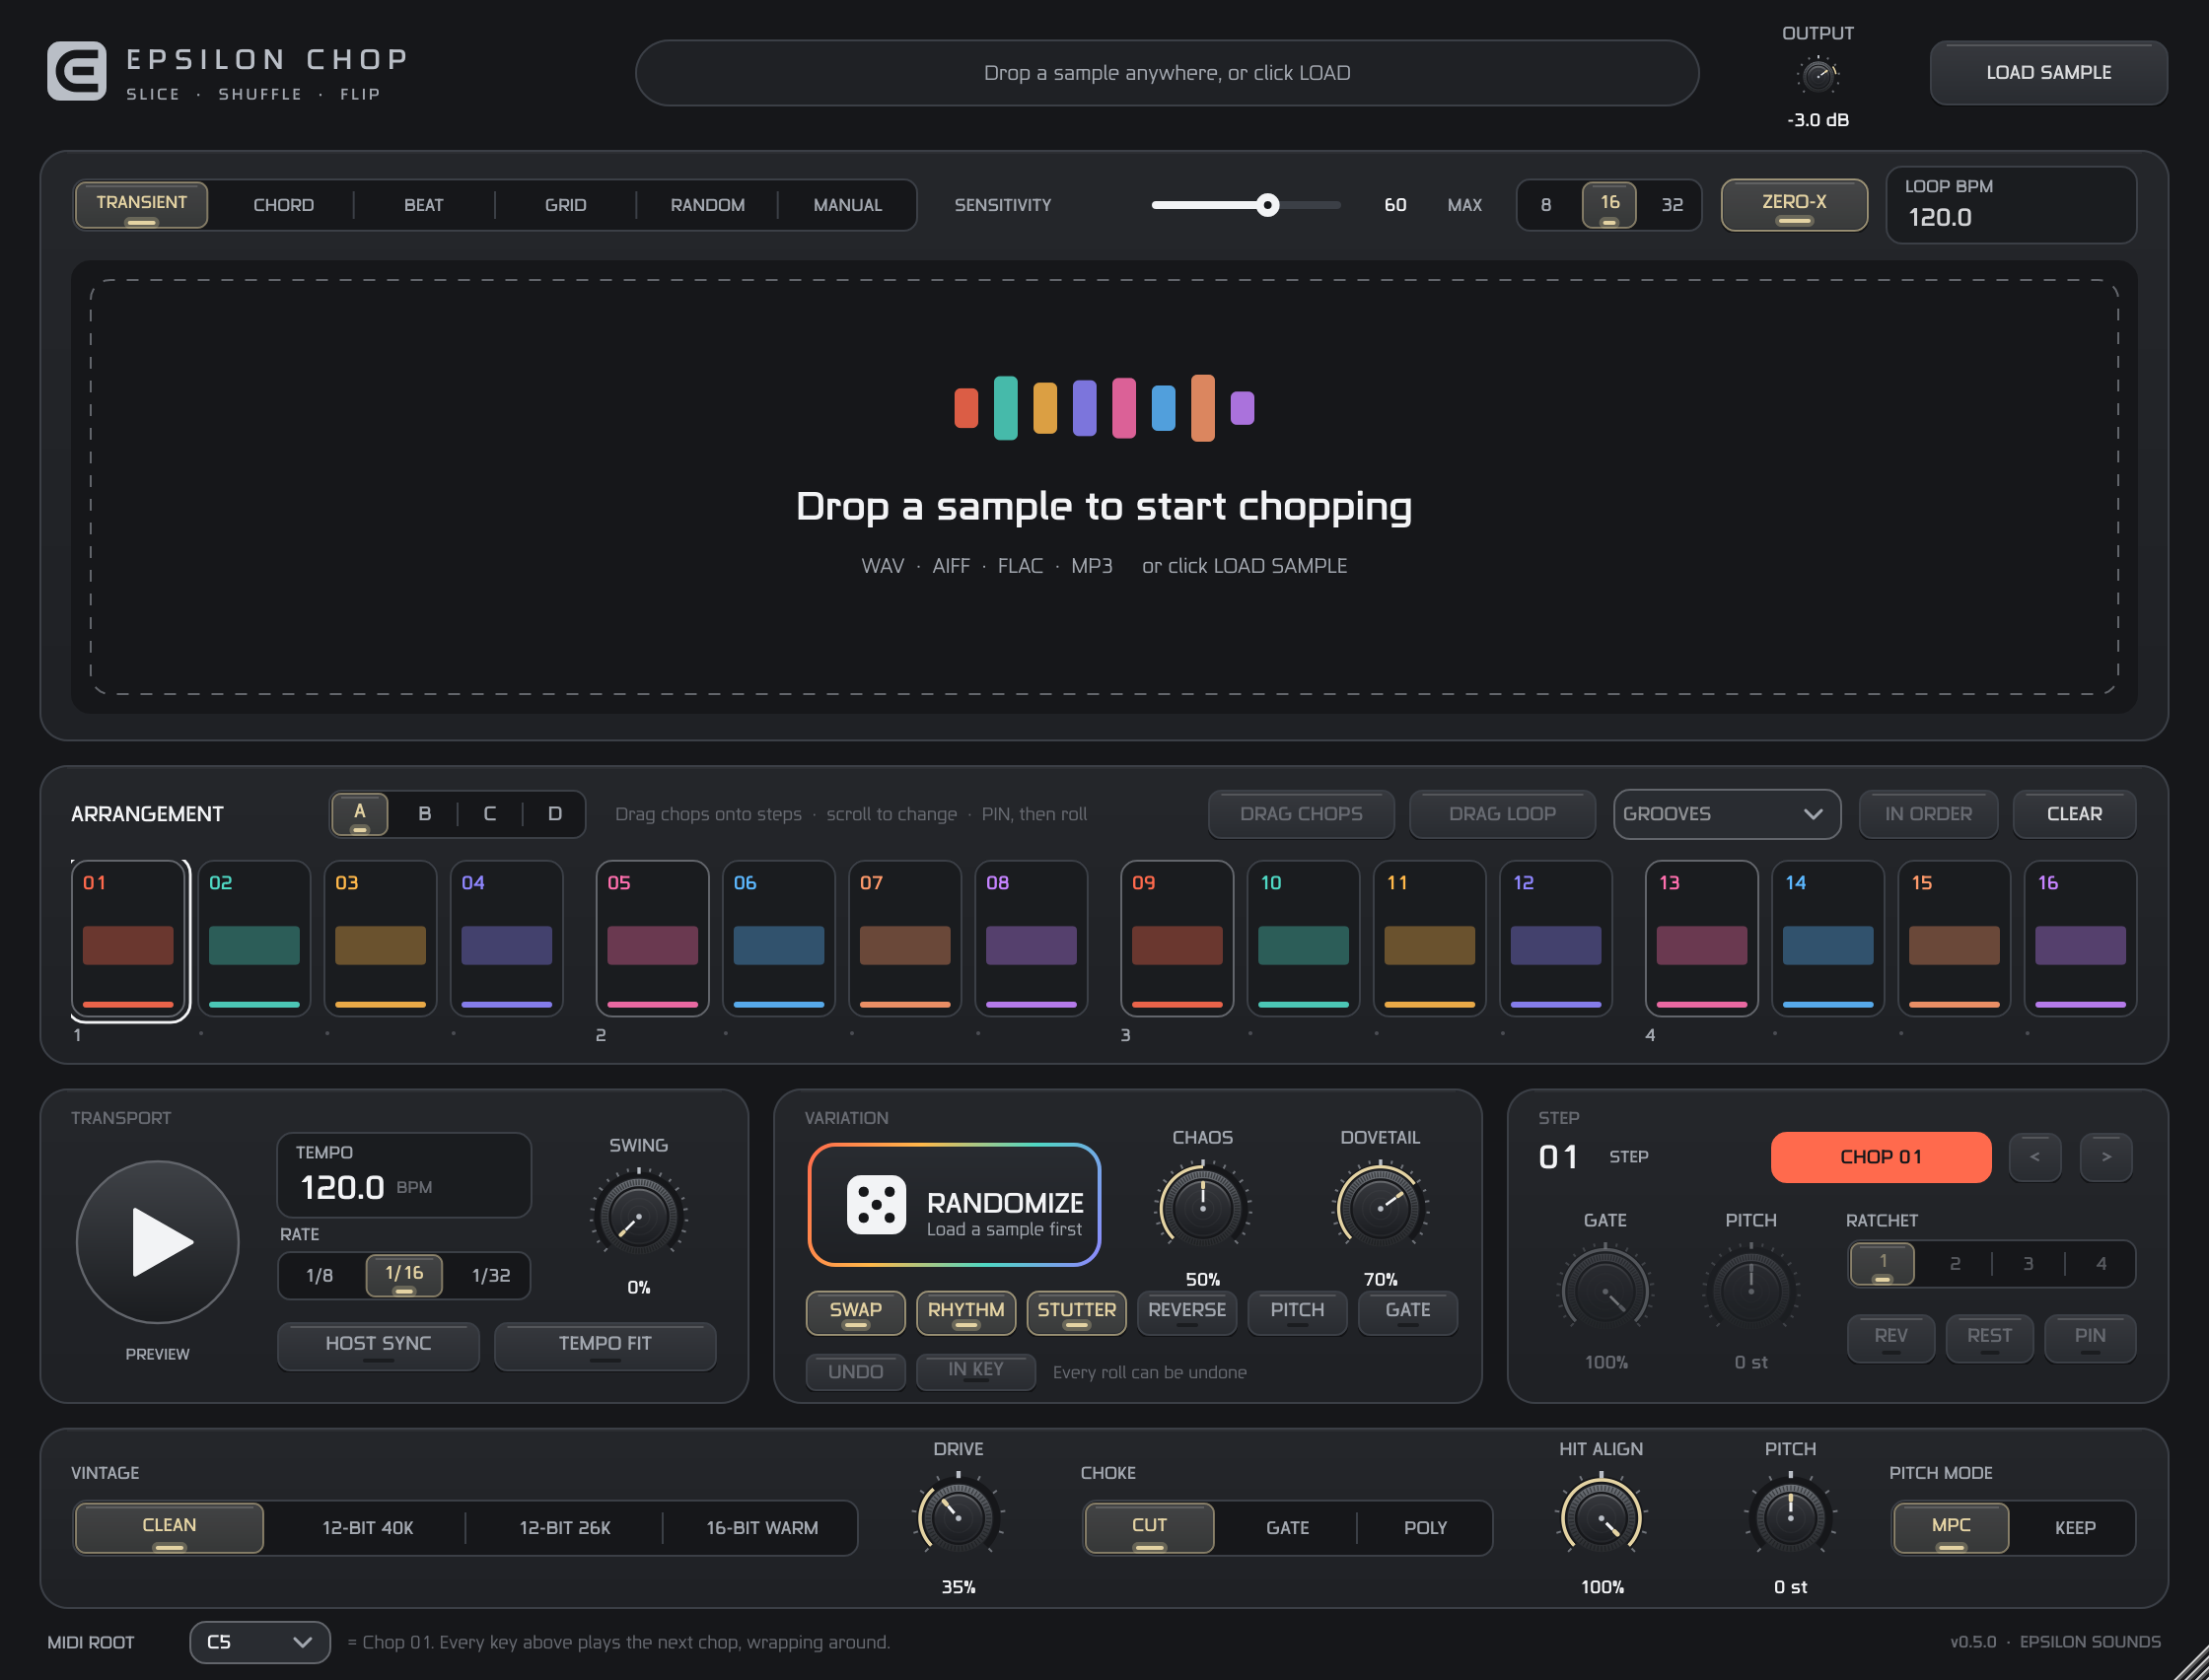 EPSILON CHOP
SLICE · SHUFFLE · FLIP
Drop a sample anywhere, or click LOAD
OUTPUT
-3.0 dB
LOAD SAMPLE
TRANSIENT CHORD BEAT GRID RANDOM MANUAL
SENSITIVITY 60
MAX 8 16 32
ZERO-X
LOOP BPM
120.0
Drop a sample to start chopping
WAV · AIFF · FLAC · MP3 or click LOAD SAMPLE
ARRANGEMENT
A B C D
Drag chops onto steps · scroll to change · PIN, then roll
DRAG CHOPS
DRAG LOOP
GROOVES
IN ORDER
CLEAR
01 02 03 04 05 06 07 08 09 10 11 12 13 14 15 16
1 2 3 4
TRANSPORT
PREVIEW
TEMPO
120.0 BPM
RATE
1/8 1/16 1/32
SWING
0%
HOST SYNC
TEMPO FIT
VARIATION
RANDOMIZE
Load a sample first
CHAOS
50%
DOVETAIL
70%
SWAP RHYTHM STUTTER REVERSE PITCH GATE
UNDO IN KEY Every roll can be undone
STEP
01 STEP
CHOP 01
< >
GATE
100%
PITCH
0 st
RATCHET
1 2 3 4
REV REST PIN
VINTAGE
CLEAN 12-BIT 40K 12-BIT 26K 16-BIT WARM
DRIVE
35%
CHOKE
CUT GATE POLY
HIT ALIGN
100%
PITCH
0 st
PITCH MODE
MPC KEEP
MIDI ROOT C5 = Chop 01. Every key above plays the next chop, wrapping around.
v0.5.0 · EPSILON SOUNDS